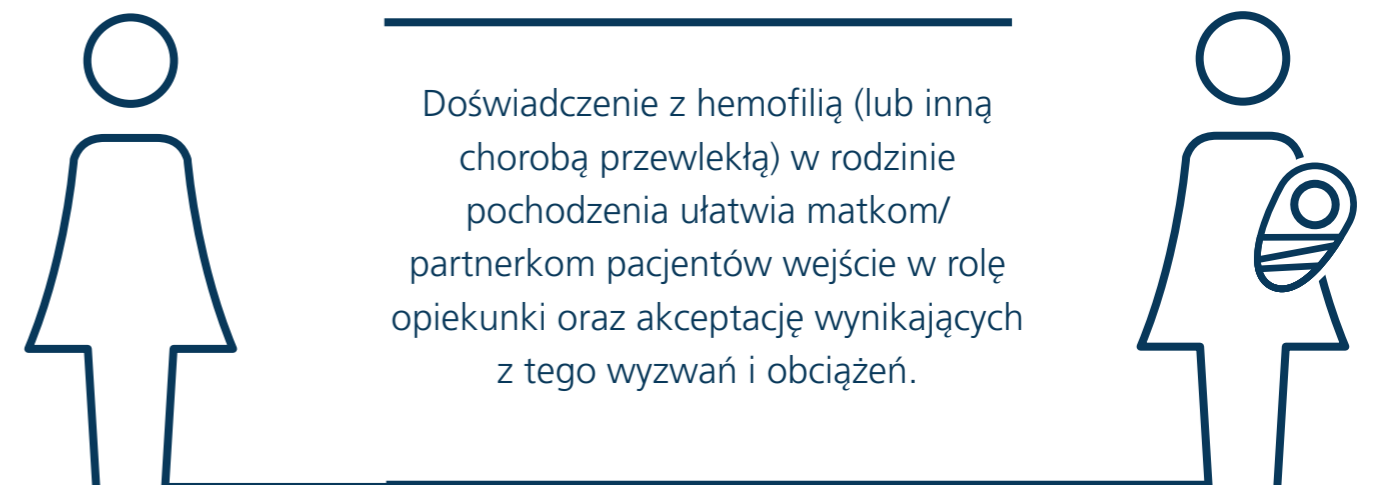 Doświadczenie z hemofilią (lub inną
chorobą przewlekłą) w rodzinie
pochodzenia ułatwia matkom/
partnerkom pacjentów wejście w rolę
opiekunki oraz akceptację wynikających
z tego wyzwań i obciążeń.